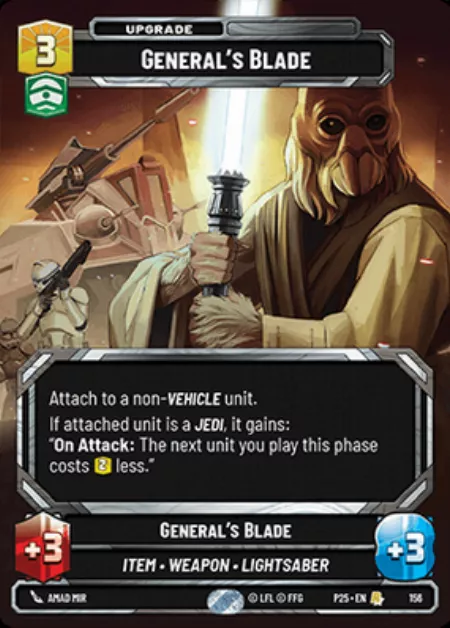 UPGRADE
3
GENERAL'S BLADE
Attach to a non-VEHICLE unit.
If attached unit is a JEDI, it gains:
"On Attack: The next unit you play this phase
costs 2 less."
+3
GENERAL'S BLADE
+3
ITEM • WEAPON • LIGHTSABER
AMAD MIR
© LFL © FFG
P25 • EN
156